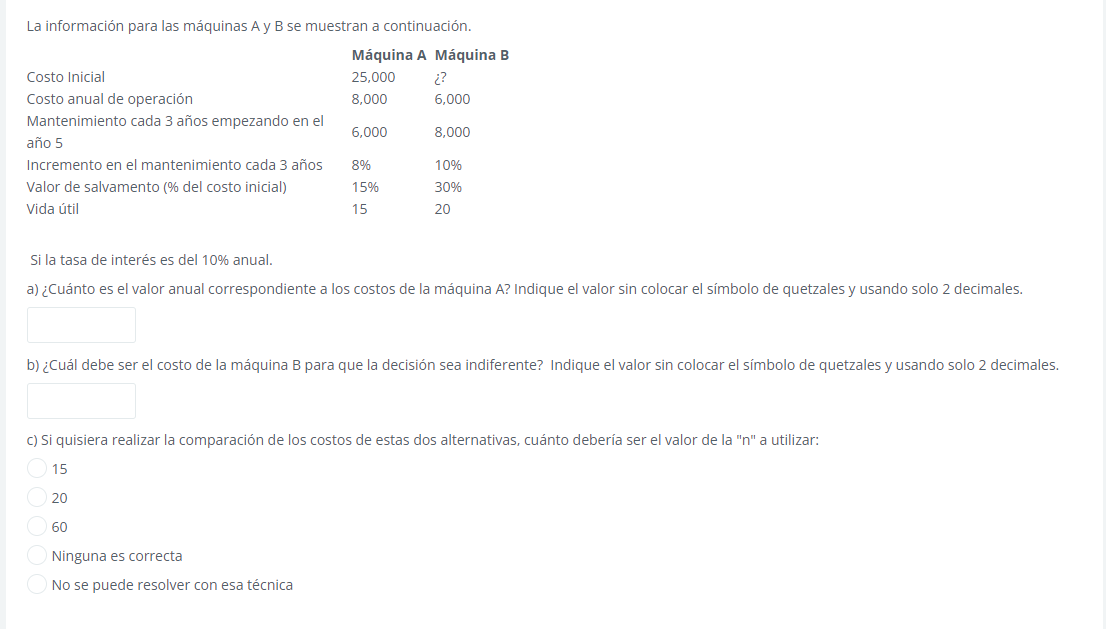 La información para las máquinas A y B se muestran a continuación.
Máquina A Máquina B
Costo Inicial 25,000 ¿?
Costo anual de operación 8,000 6,000
Mantenimiento cada 3 años empezando en el
año 5 6,000 8,000
Incremento en el mantenimiento cada 3 años 8% 10%
Valor de salvamento (% del costo inicial) 15% 30%
Vida útil 15 20
Si la tasa de interés es del 10% anual.
a) ¿Cuánto es el valor anual correspondiente a los costos de la máquina A? Indique el valor sin colocar el símbolo de quetzales y usando solo 2 decimales.
b) ¿Cuál debe ser el costo de la máquina B para que la decisión sea indiferente? Indique el valor sin colocar el símbolo de quetzales y usando solo 2 decimales.
c) Si quisiera realizar la comparación de los costos de estas dos alternativas, cuánto debería ser el valor de la "n" a utilizar:
15
20
60
Ninguna es correcta
No se puede resolver con esa técnica